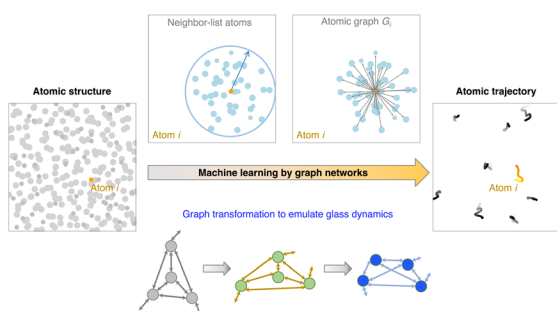 Neighbor-list atoms
Atomic graph Gi
Atomic structure
Atom i
Atom i
Atomic trajectory
Atom i
Machine learning by graph networks
Atom i
Graph transformation to emulate glass dynamics